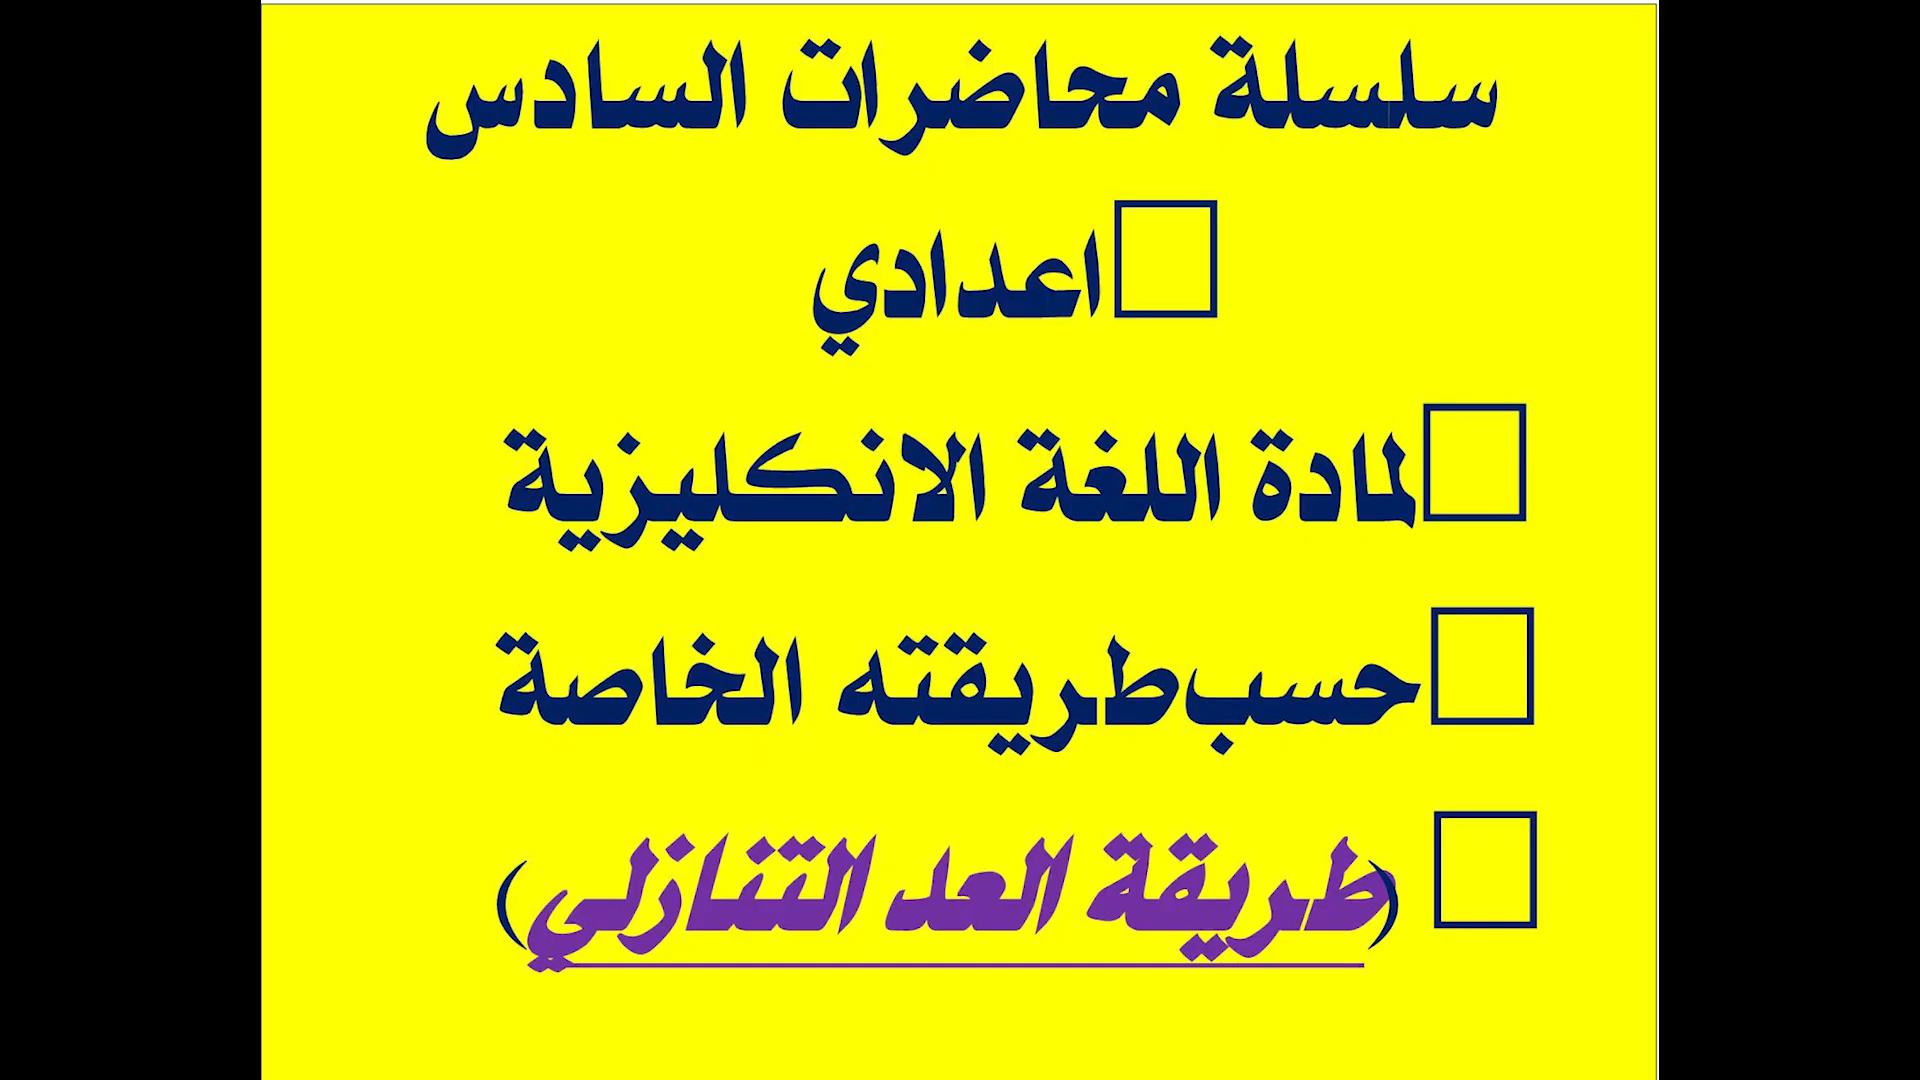 سلسلة محاضرات السادس
اعدادي
لمادة اللغة الانكليزية
حسب طريقته الخاصة
(طريقة العد التنازلي)